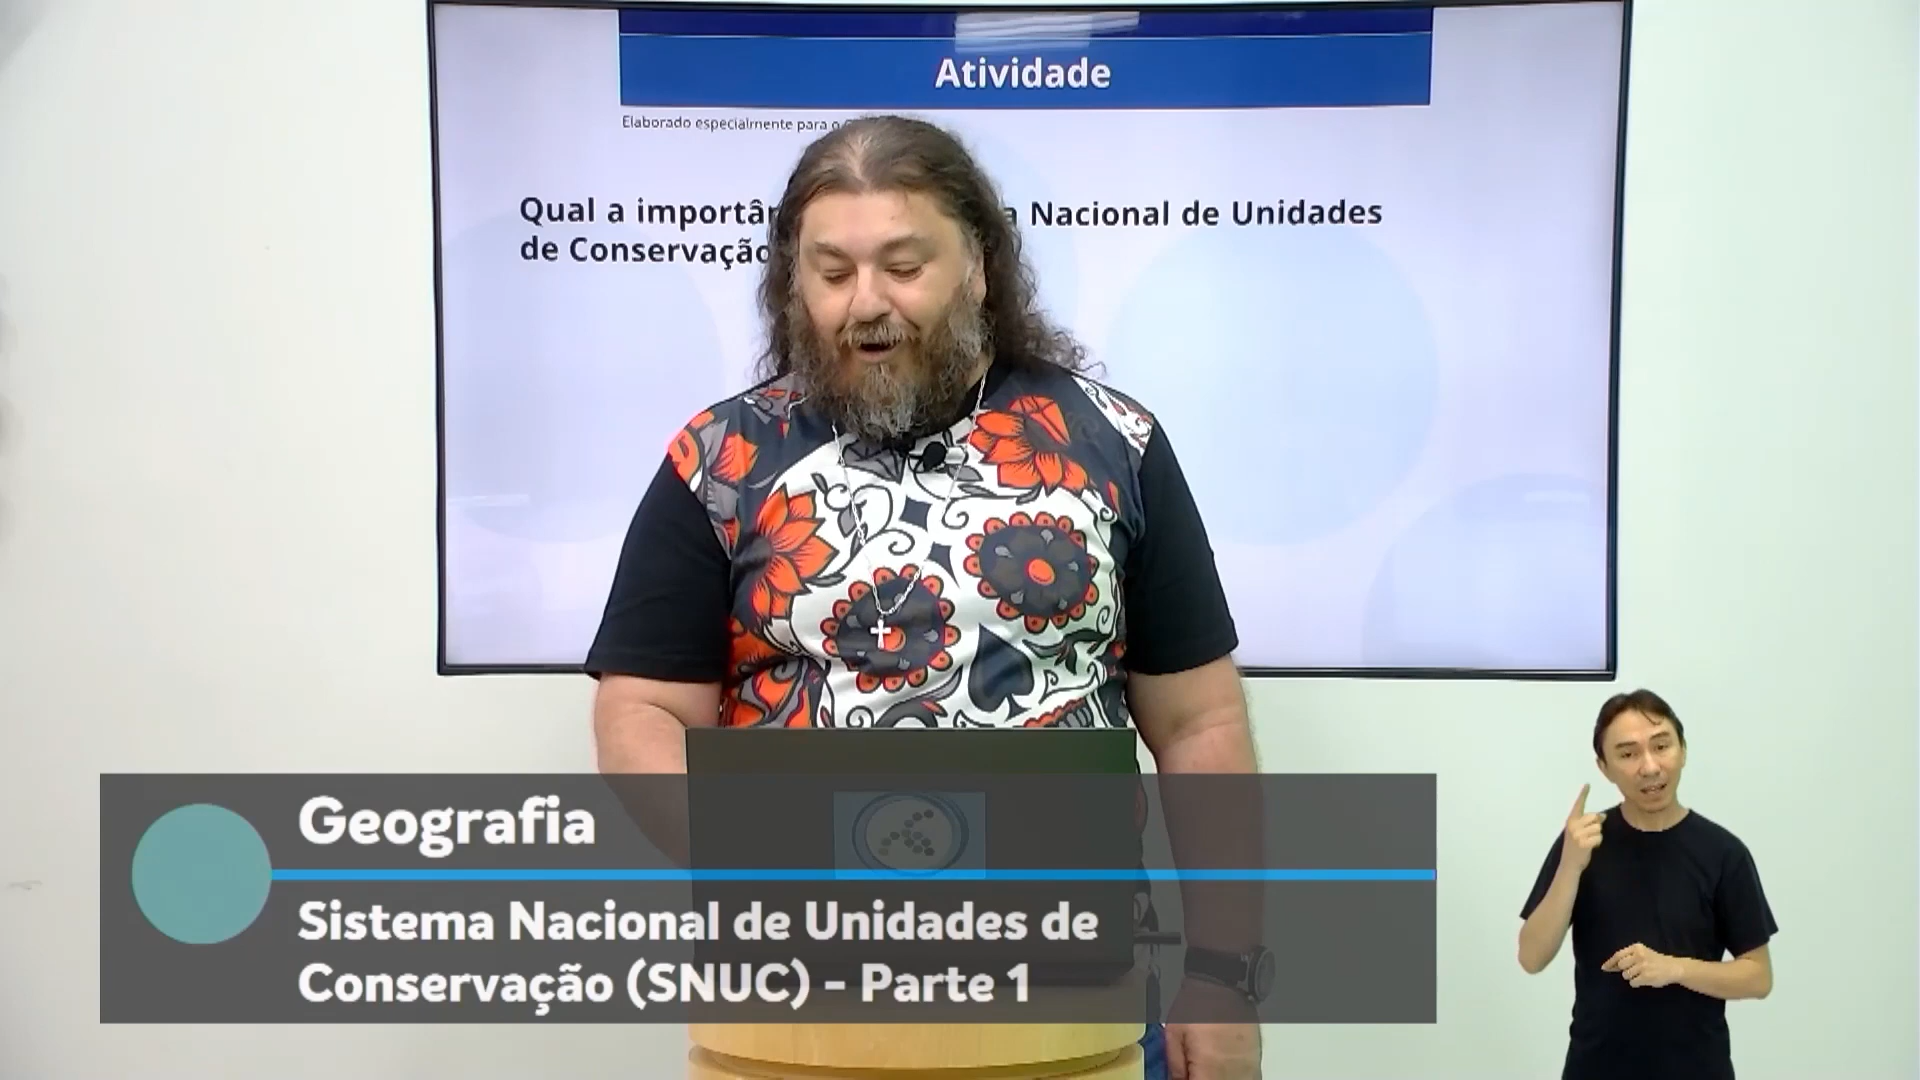 Atividade
Elaborado especialmente para o
Qual a Nacional de Unidades
de Conservação
Geografia
Sistema Nacional de Unidades de
Conservação (SNUC) - Parte 1